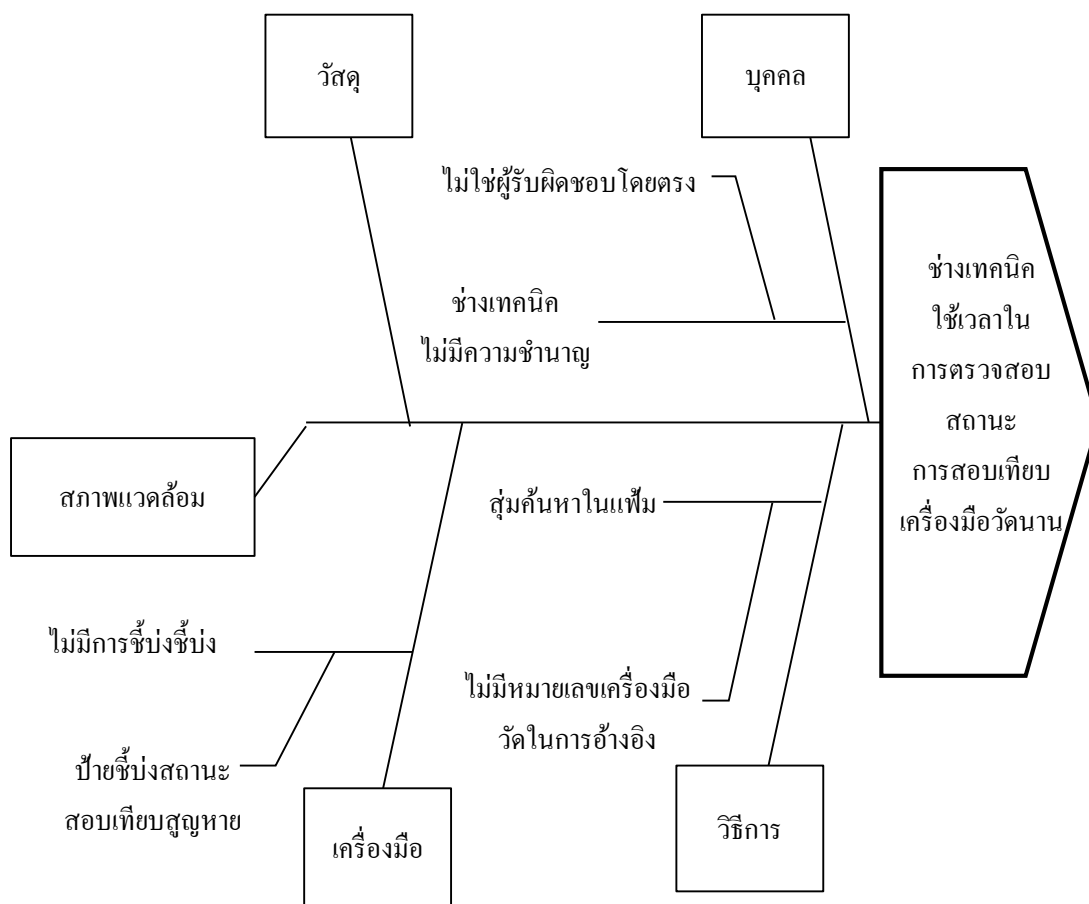 วัสดุ
บุคคล
ไม่ใช่ผู้รับผิดชอบโดยตรง
ช่างเทคนิค
ไม่มีความชำนาญ
ช่างเทคนิค
ใช้เวลาใน
การตรวจสอบ
สถานะ
การสอบเทียบ
เครื่องมือวัดนาน
สภาพแวดล้อม
สุ่มค้นหาในแฟ้ม
ไม่มีการชี้บ่งชี้บ่ง
ไม่มีหมายเลขเครื่องมือ
วัดในการอ้างอิง
ป้ายชี้บ่งสถานะ
สอบเทียบสูญหาย
เครื่องมือ
วิธีการ